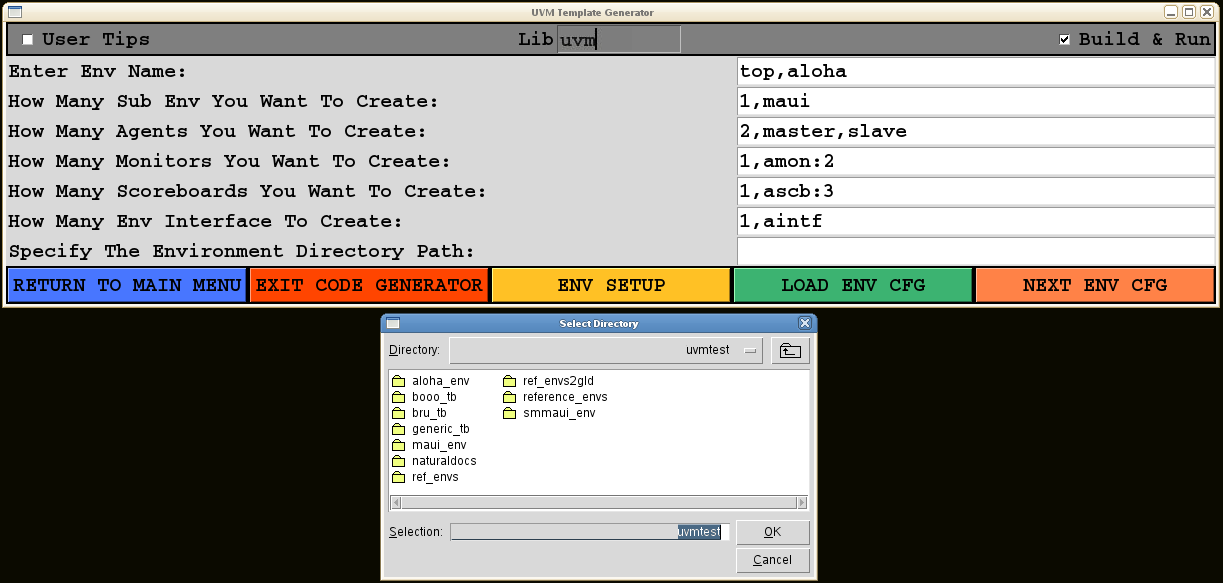 UVM Template Generator
User Tips Lib uvm Build & Run
Enter Env Name: top,aloha
How Many Sub Env You Want To Create: 1,maui
How Many Agents You Want To Create: 2,master,slave
How Many Monitors You Want To Create: 1,amon:2
How Many Scoreboards You Want To Create: 1,ascb:3
How Many Env Interface To Create: 1,aintf
Specify The Environment Directory Path:
RETURN TO MAIN MENU EXIT CODE GENERATOR ENV SETUP LOAD ENV CFG NEXT ENV CFG
Select Directory
Directory: uvmtest
aloha_env ref_envs2gld
booo_tb reference_envs
bru_tb smmaui_env
generic_tb
maui_env
naturaldocs
ref_envs
Selection: uvmtest OK
Cancel